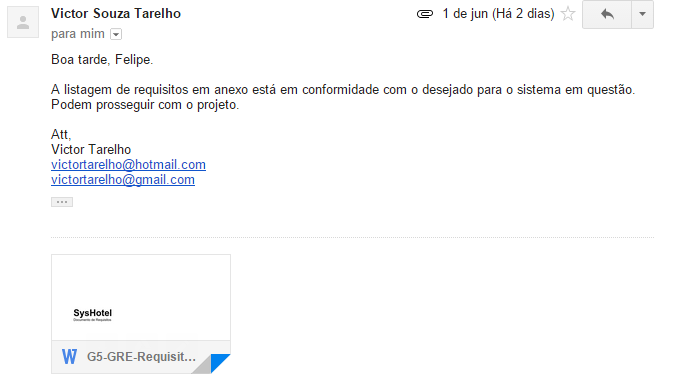 Victor Souza Tarelho
1 de jun (Há 2 dias)
para mim
Boa tarde, Felipe.
A listagem de requisitos em anexo está em conformidade com o desejado para o sistema em questão.
Podem prosseguir com o projeto.
Att,
Victor Tarelho
victortarelho@hotmail.com
victortarelho@gmail.com
SysHotel
Documento de Requisitos
W
G5-GRE-Requisit...